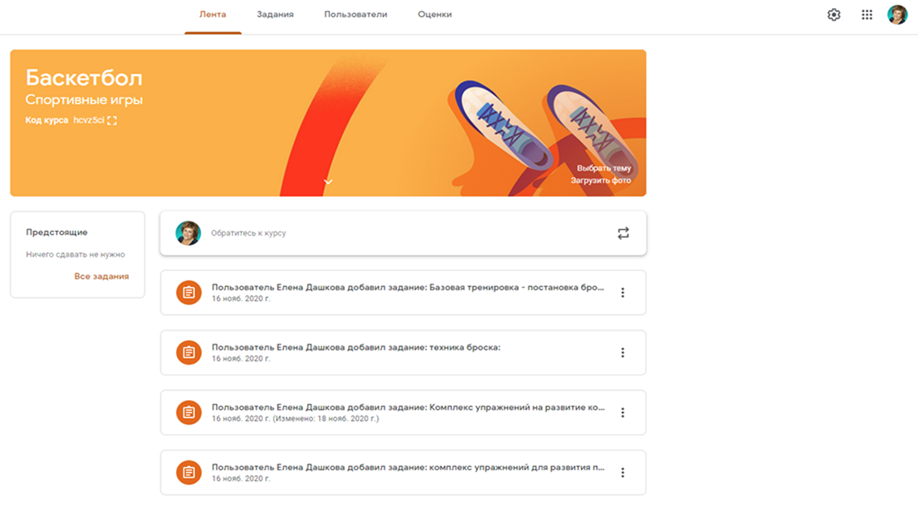 Лента Задания Пользователи Оценки
Баскетбол
Спортивные игры
Код курса hcvz5ci
Выбрать тему
Загрузить фото
Предстоящие
Ничего сдавать не нужно
Все задания
Обратитесь к курсу
Пользователь Елена Дашкова добавил задание: Базовая тренировка - постановка бро...
16 нояб. 2020 г.
Пользователь Елена Дашкова добавил задание: техника броска:
16 нояб. 2020 г.
Пользователь Елена Дашкова добавил задание: Комплекс упражнений на развитие ко...
16 нояб. 2020 г. (Изменено: 18 нояб. 2020 г.)
Пользователь Елена Дашкова добавил задание: комплекс упражнений для развития п...
16 нояб. 2020 г.